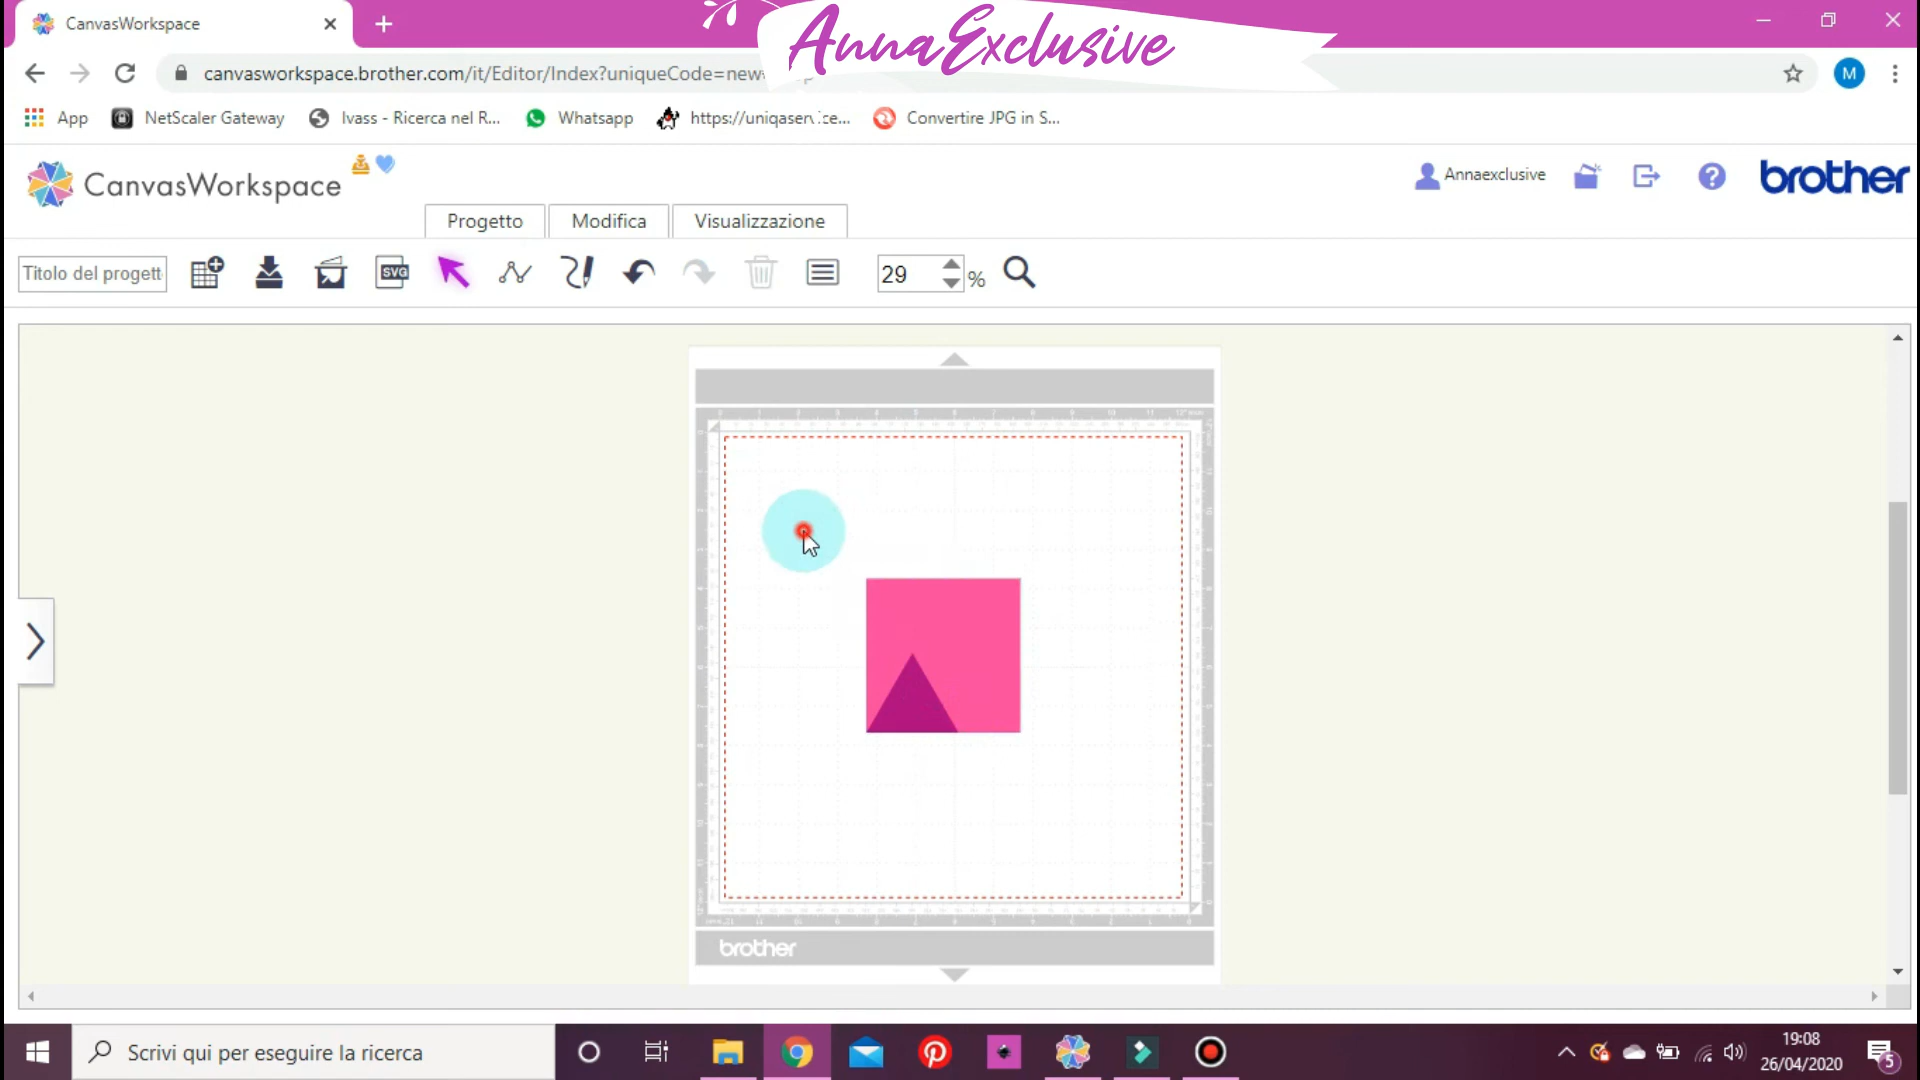 CanvasWorkspace
AnnaExclusive
canvasworkspace.brother.com/it/Editor/Index?uniqueCode=new
App
NetScaler Gateway
Ivass - Ricerca nel R...
Whatsapp
Convertire JPG in S...
CanvasWorkspace
Annaexclusive
brother
Progetto
Modifica
Visualizzazione
Titolo del progett
SVG
29
%
brother
Scrivi qui per eseguire la ricerca
19:08
26/04/2020
5
M